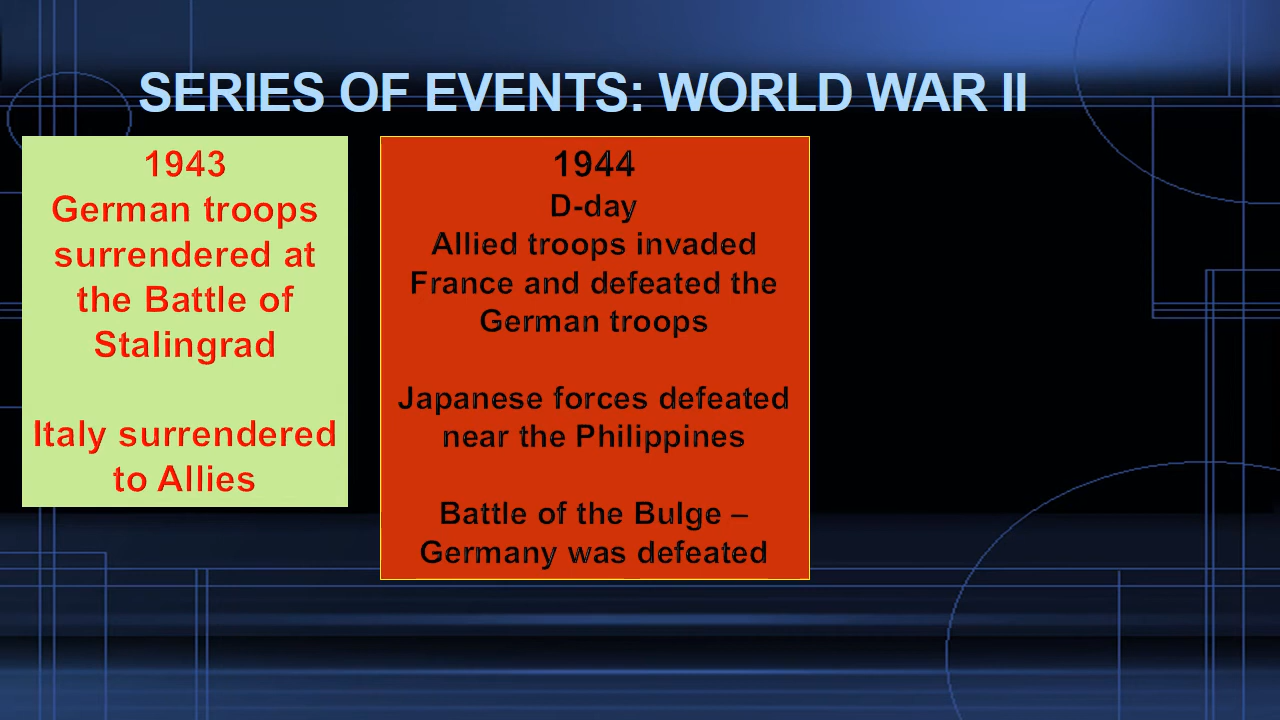 SERIES OF EVENTS: WORLD WAR II
1943
German troops
surrendered at
the Battle of
Stalingrad
Italy surrendered
to Allies
1944
D-day
Allied troops invaded
France and defeated the
German troops
Japanese forces defeated
near the Philippines
Battle of the Bulge –
Germany was defeated